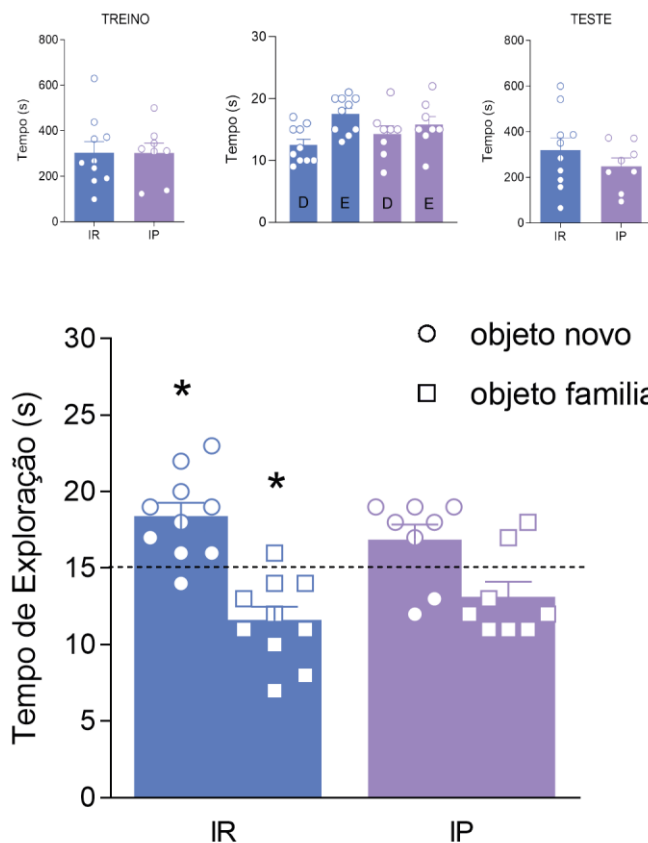 TREINO
TESTE
Tempo (s)
800
600
400
200
0
IR
IP
Tempo (s)
30
20
10
0
D
E
D
E
Tempo (s)
800
600
400
200
0
IR
IP
objeto novo
objeto familia
Tempo de Exploração (s)
30
25
20
15
10
5
0
*
*
IR
IP